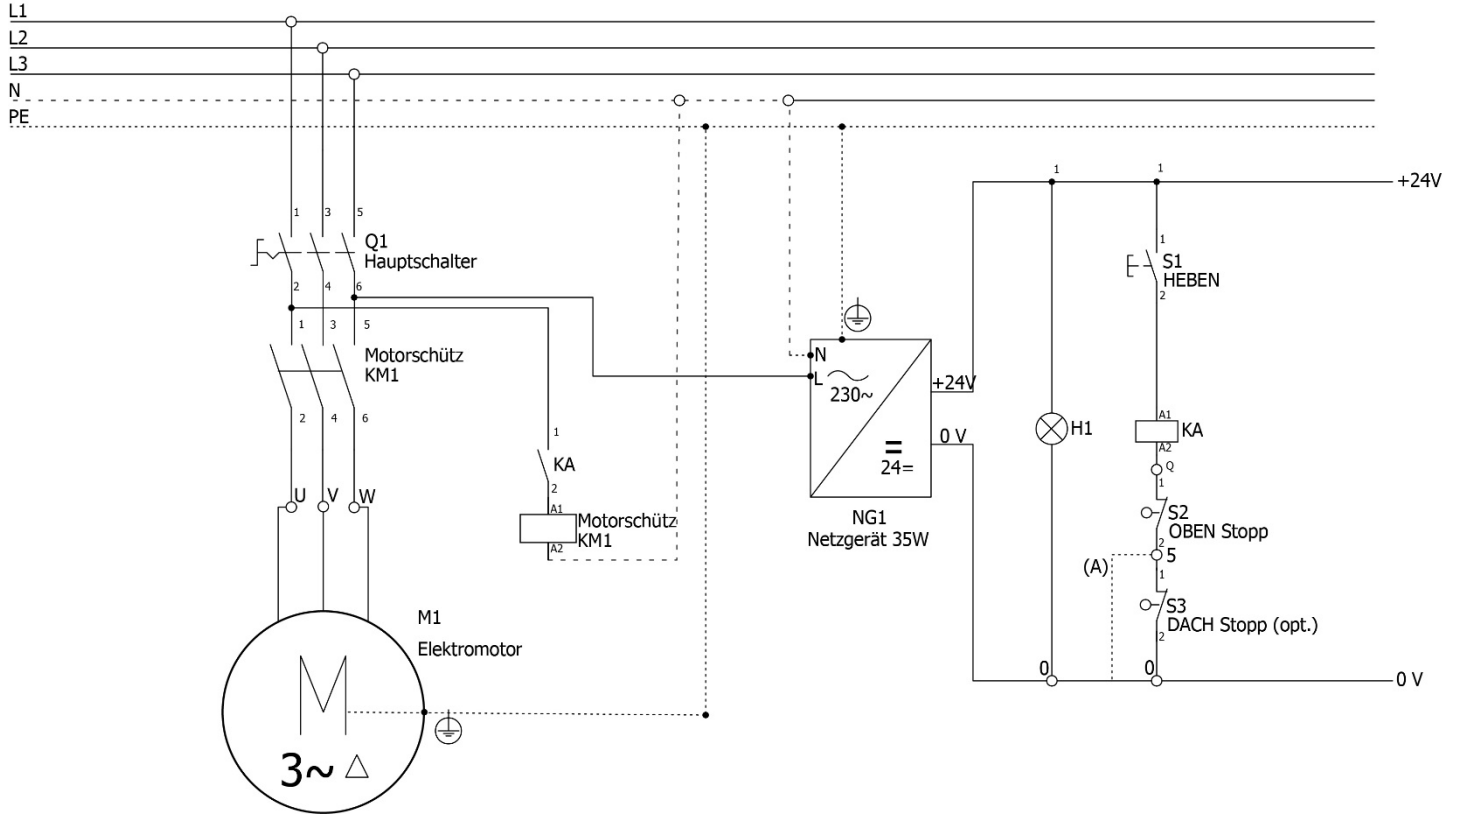 L1
L2
L3
N
PE
1
3
5
Q1
Hauptschalter
2
4
6
1
3
5
Motorschütz
KM1
2
4
6
U
V
W
M1
Elektromotor
M
3~ △
1
KA
2
A1
Motorschütz
KM1
A2
N
L
230~
=
24=
+24V
0 V
NG1
Netzgerät 35W
1
1
+24V
1
S1
HEBEN
2
H1
A1
KA
A2
Q
1
S2
OBEN Stopp
2
5
(A)
1
S3
DACH Stopp (opt.)
2
0
0
0 V